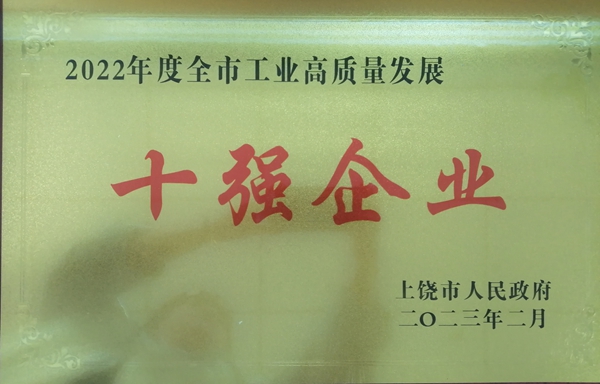 2022年度全市工业高质量发展
十强企业
上饶市人民政府
二〇二三年二月